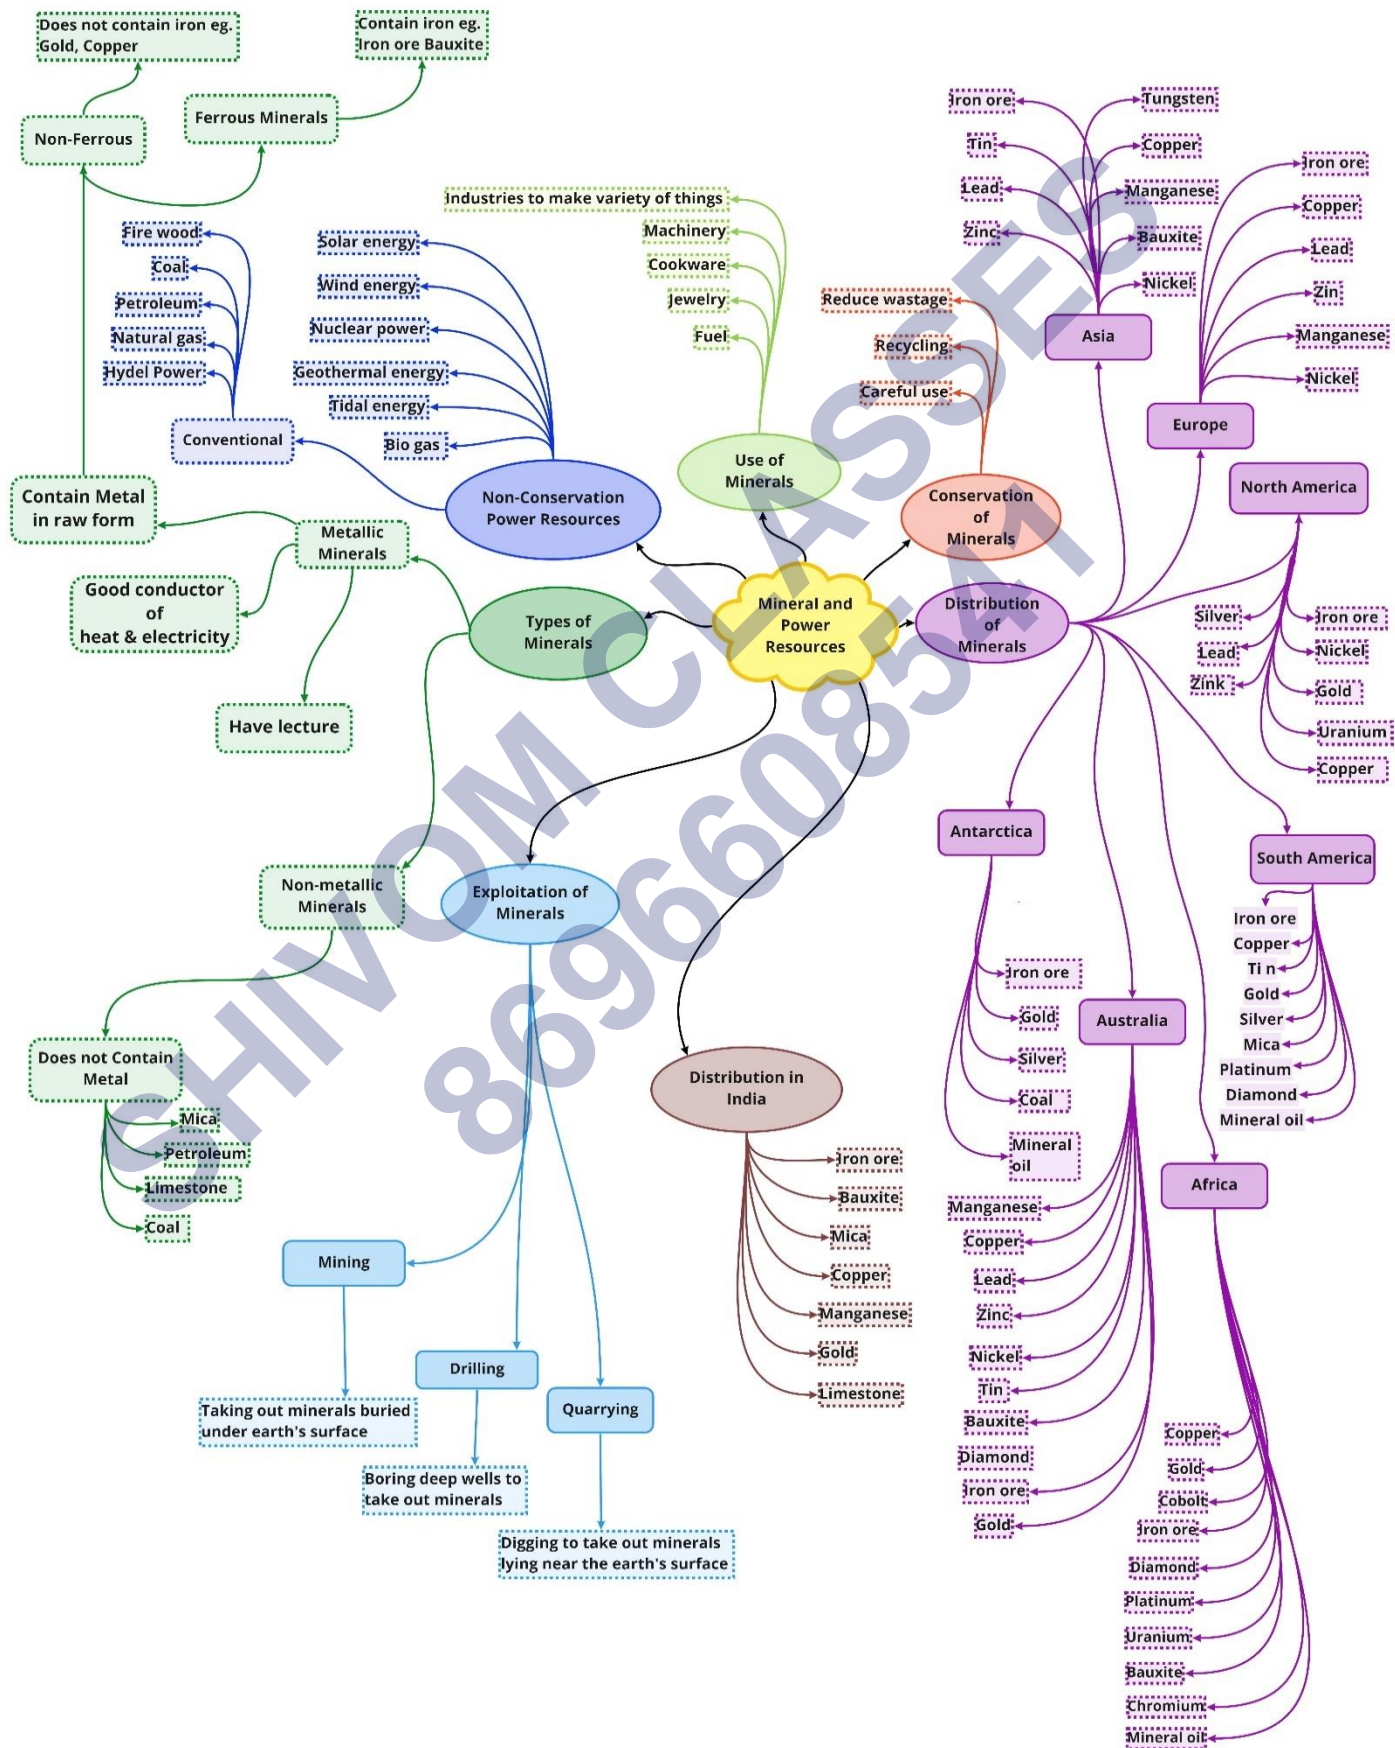 Does not contain iron eg.
Gold, Copper
Contain iron eg.
Iron ore Bauxite
Non-Ferrous
Ferrous Minerals
Contain Metal
in raw form
Metallic
Minerals
Good conductor
of
heat & electricity
Have lecture
Types of
Minerals
Non-metallic
Minerals
Does not Contain
Metal
Mica
Petroleum
Limestone
Coal
Fire wood
Coal
Petroleum
Natural gas
Hydel Power
Conventional
Solar energy
Wind energy
Nuclear power
Geothermal energy
Tidal energy
Bio gas
Non-Conservation
Power Resources
Industries to make variety of things
Machinery
Cookware
Jewelry
Fuel
Use of
Minerals
Reduce wastage
Recycling
Careful use
Conservation
of
Minerals
Mineral and
Power
Resources
Distribution
of
Minerals
Iron ore
Tin
Lead
Zinc
Tungsten
Copper
Manganese
Bauxite
Nickel
Asia
Iron ore
Copper
Lead
Zin
Manganese
Nickel
Europe
North America
Silver
Lead
Zink
Iron ore
Nickel
Gold
Uranium
Copper
Antarctica
Iron ore
Gold
Silver
Coal
Mineral
oil
South America
Iron ore
Copper
Ti n
Gold
Silver
Mica
Platinum
Diamond
Mineral oil
Australia
Manganese
Copper
Lead
Zinc
Nickel
Tin
Bauxite
Diamond
Iron ore
Gold
Africa
Copper
Gold
Cobolt
Iron ore
Diamond
Platinum
Uranium
Bauxite
Chromium
Mineral oil
Exploitation of
Minerals
Mining
Taking out minerals buried
under earth's surface
Drilling
Boring deep wells to
take out minerals
Quarrying
Digging to take out minerals
lying near the earth's surface
Distribution in
India
Iron ore
Bauxite
Mica
Copper
Manganese
Gold
Limestone
SHIVOM CLASSES
8696608541